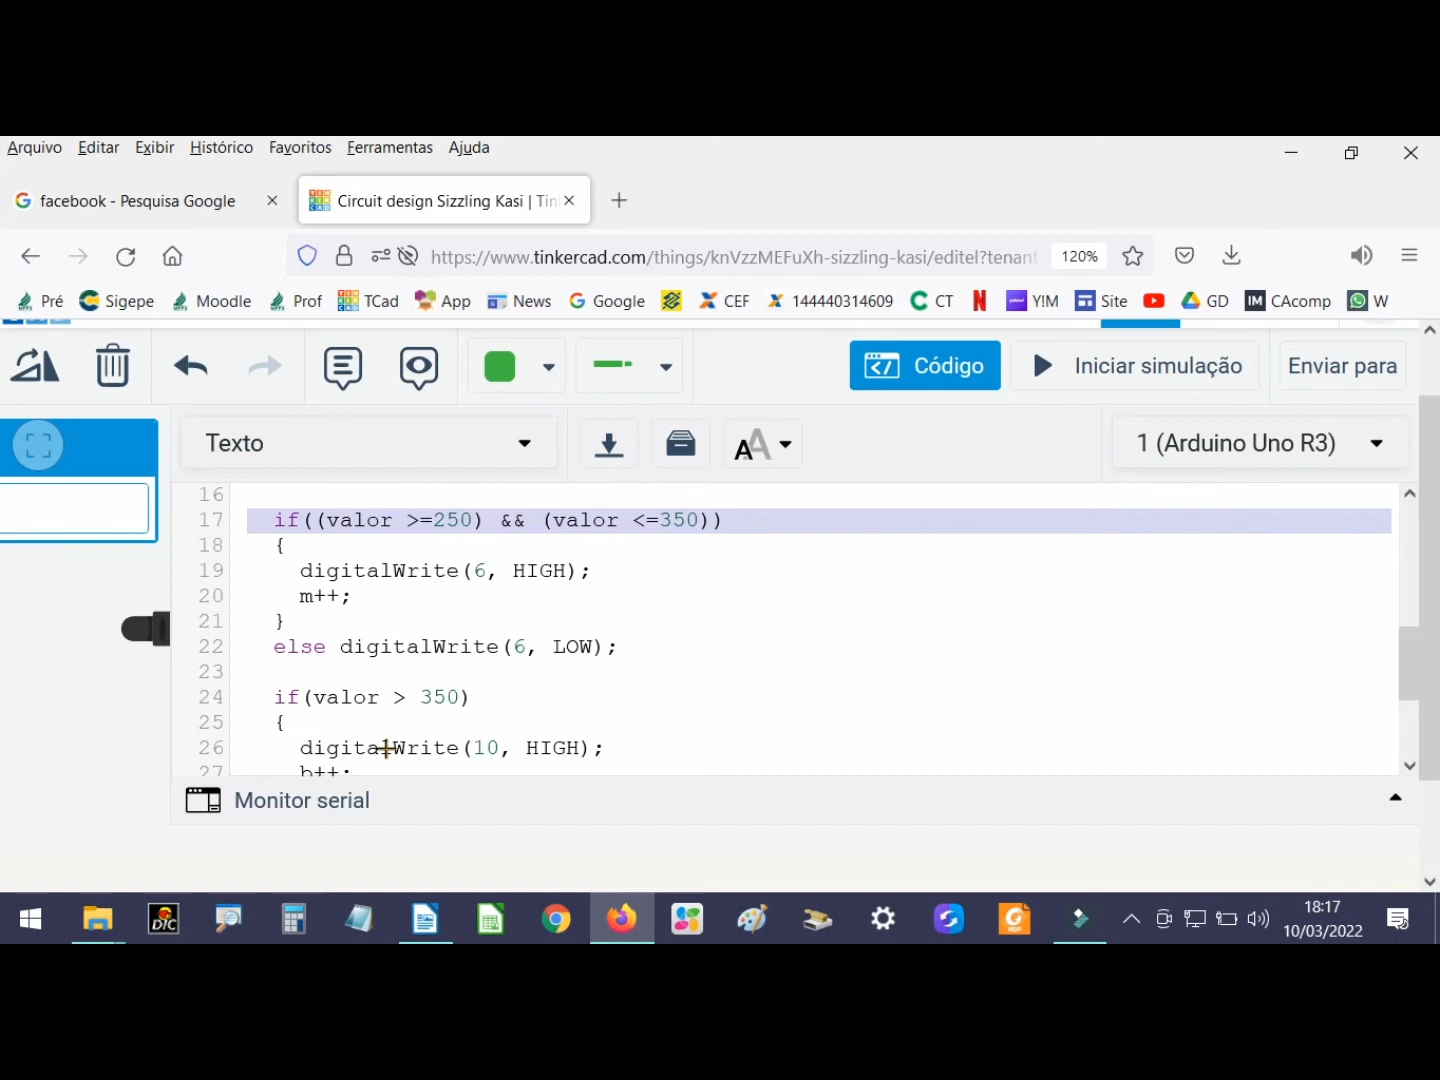 Arquivo Editar Exibir Histórico Favoritos Ferramentas Ajuda
facebook - Pesquisa Google Circuit design Sizzling Kasi | Tin
https://www.tinkercad.com/things/knVzzMEFuXh-sizzling-kasi/editel?tenant 120%
Pré Sigepe Moodle Prof TCad App News Google CEF 144440314609 CT Y!M Site GD IM CAcomp W
Código Iniciar simulação Enviar para
Texto AA 1 (Arduino Uno R3)
16
17 if((valor >=250) && (valor <=350))
18 {
19 digitalWrite(6, HIGH);
20 m++;
21 }
22 else digitalWrite(6, LOW);
23
24 if(valor > 350)
25 {
26 digitalWrite(10, HIGH);
27 b++;
Monitor serial
DIC
18:17
10/03/2022